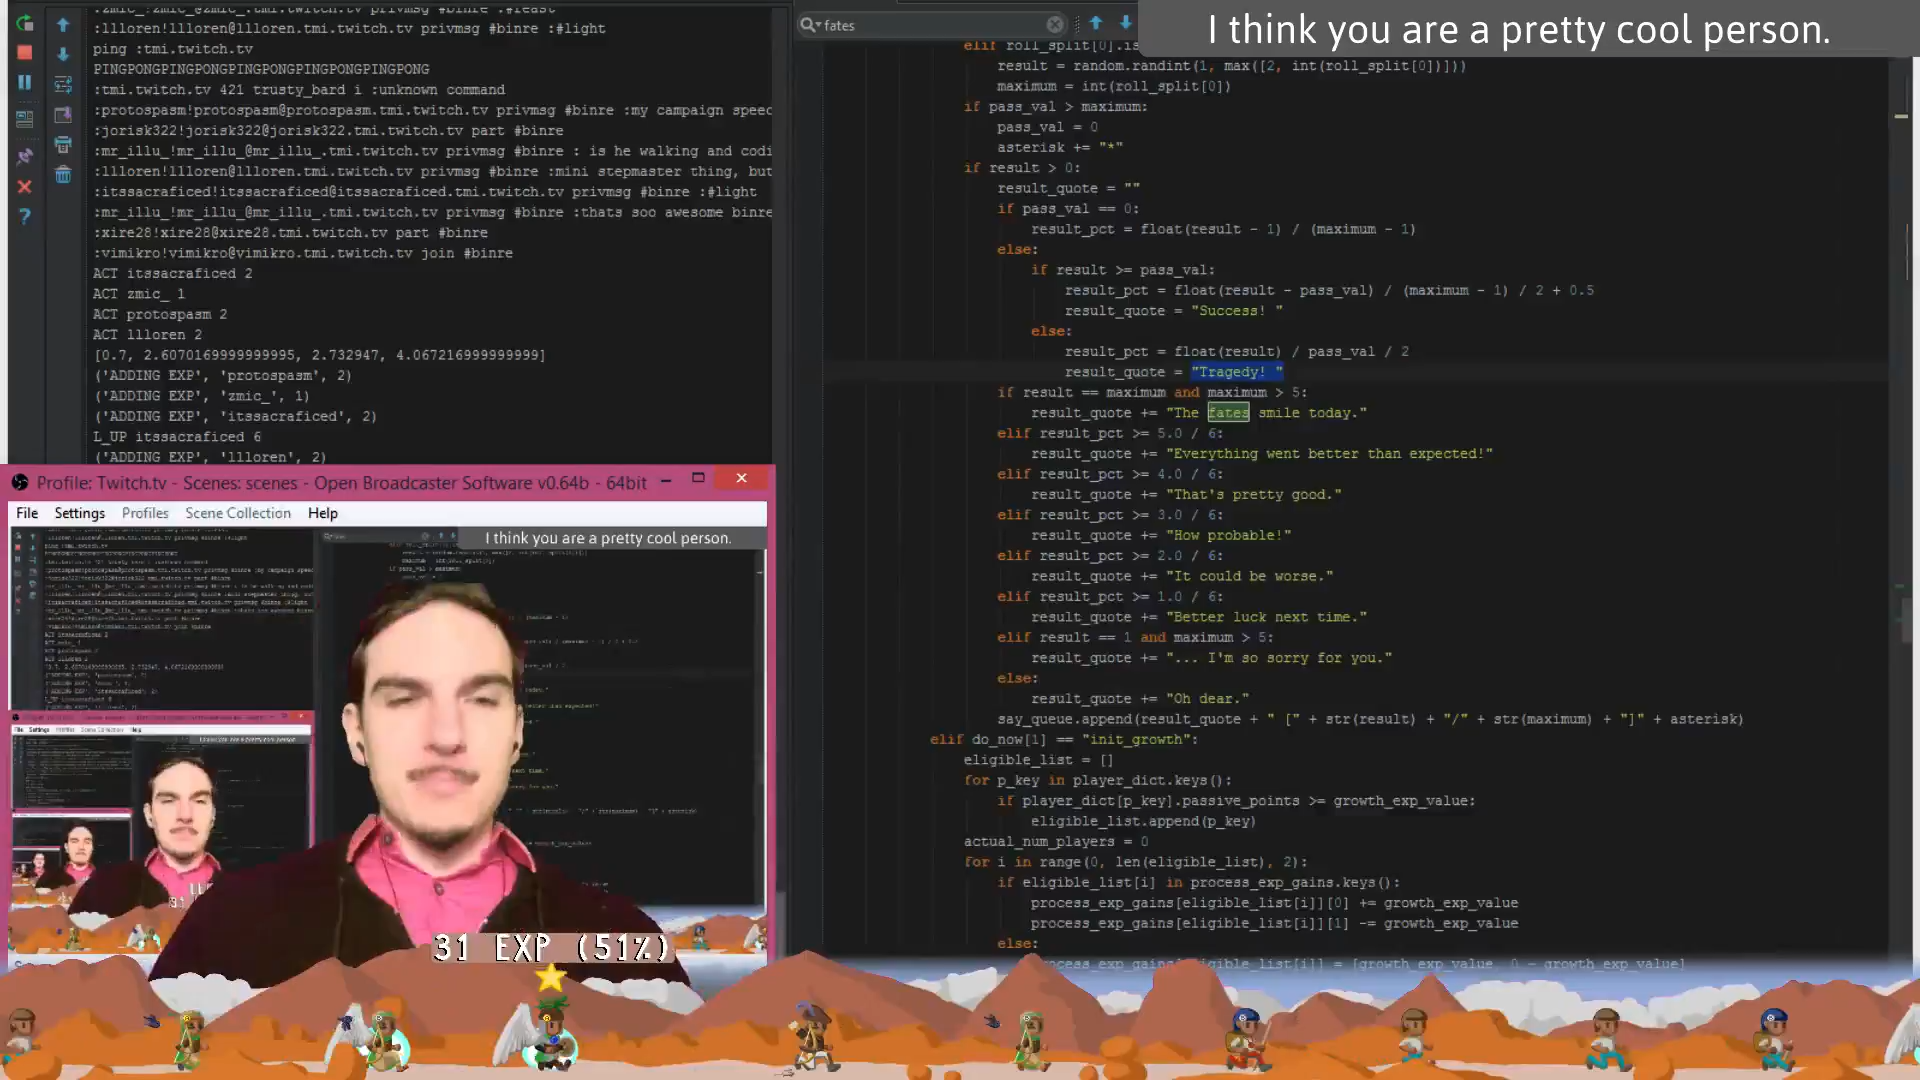 :zmic_!zmic_@zmic_.tmi.twitch.tv privmsg #binre :#feast
:llloren!llloren@llloren.tmi.twitch.tv privmsg #binre :#light
ping :tmi.twitch.tv
PINGPONGPINGPONGPINGPONGPINGPONGPINGPONG
:tmi.twitch.tv 421 trusty_bard i :unknown command
:protospasm!protospasm@protospasm.tmi.twitch.tv privmsg #binre :my campaign speec
:jorisk322!jorisk322@jorisk322.tmi.twitch.tv part #binre
:mr_illu_!mr_illu_@mr_illu_.tmi.twitch.tv privmsg #binre : is he walking and codi
:llloren!llloren@llloren.tmi.twitch.tv privmsg #binre :mini stepmaster thing, but
:itssacraficed!itssacraficed@itssacraficed.tmi.twitch.tv privmsg #binre :#light
:mr_illu_!mr_illu_@mr_illu_.tmi.twitch.tv privmsg #binre :thats soo awesome binre
:xire28!xire28@xire28.tmi.twitch.tv part #binre
:vimikro!vimikro@vimikro.tmi.twitch.tv join #binre
ACT itssacraficed 2
ACT zmic_ 1
ACT protospasm 2
ACT llloren 2
[0.7, 2.6070169999999995, 2.732947, 4.067216999999999]
('ADDING EXP', 'protospasm', 2)
('ADDING EXP', 'zmic_', 1)
('ADDING EXP', 'itssacraficed', 2)
L_UP itssacraficed 6
('ADDING EXP', 'llloren', 2)
Profile: Twitch.tv - Scenes: scenes - Open Broadcaster Software v0.64b - 64bit
File Settings Profiles Scene Collection Help
I think you are a pretty cool person.
31 EXP (51%)
fates
I think you are a pretty cool person.
elif roll_split[0].is
result = random.randint(1, max([2, int(roll_split[0])]))
maximum = int(roll_split[0])
if pass_val > maximum:
pass_val = 0
asterisk += "*"
if result > 0:
result_quote = ""
if pass_val == 0:
result_pct = float(result - 1) / (maximum - 1)
else:
if result >= pass_val:
result_pct = float(result - pass_val) / (maximum - 1) / 2 + 0.5
result_quote = "Success! "
else:
result_pct = float(result) / pass_val / 2
result_quote = "Tragedy! "
if result == maximum and maximum > 5:
result_quote += "The fates smile today."
elif result_pct >= 5.0 / 6:
result_quote += "Everything went better than expected!"
elif result_pct >= 4.0 / 6:
result_quote += "That's pretty good."
elif result_pct >= 3.0 / 6:
result_quote += "How probable!"
elif result_pct >= 2.0 / 6:
result_quote += "It could be worse."
elif result_pct >= 1.0 / 6:
result_quote += "Better luck next time."
elif result == 1 and maximum > 5:
result_quote += "... I'm so sorry for you."
else:
result_quote += "Oh dear."
say_queue.append(result_quote + " [" + str(result) + "/" + str(maximum) + "]" + asterisk)
elif do_now[1] == "init_growth":
eligible_list = []
for p_key in player_dict.keys():
if player_dict[p_key].passive_points >= growth_exp_value:
eligible_list.append(p_key)
actual_num_players = 0
for i in range(0, len(eligible_list), 2):
if eligible_list[i] in process_exp_gains.keys():
process_exp_gains[eligible_list[i]][0] += growth_exp_value
process_exp_gains[eligible_list[i]][1] -= growth_exp_value
else:
process_exp_gains[eligible_list[i]] = [growth_exp_value, 0 - growth_exp_value]